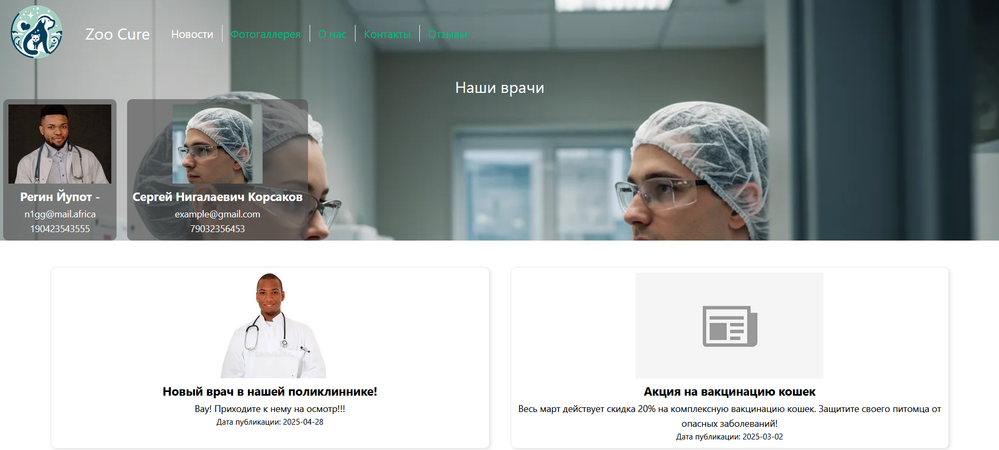 Zoo Cure
Новости
Фотогаллерея
О нас
Контакты
Отзывы
Наши врачи
Регин Йупот -
n1gg@mail.africa
190423543555
Сергей Нигалаевич Корсаков
example@gmail.com
79032356453
Новый врач в нашей поликлиннике!
Вау! Приходите к нему на осмотр!!!
Дата публикации: 2025-04-28
Акция на вакцинацию кошек
Весь март действует скидка 20% на комплексную вакцинацию кошек. Защитите своего питомца от
опасных заболеваний!
Дата публикации: 2025-03-02